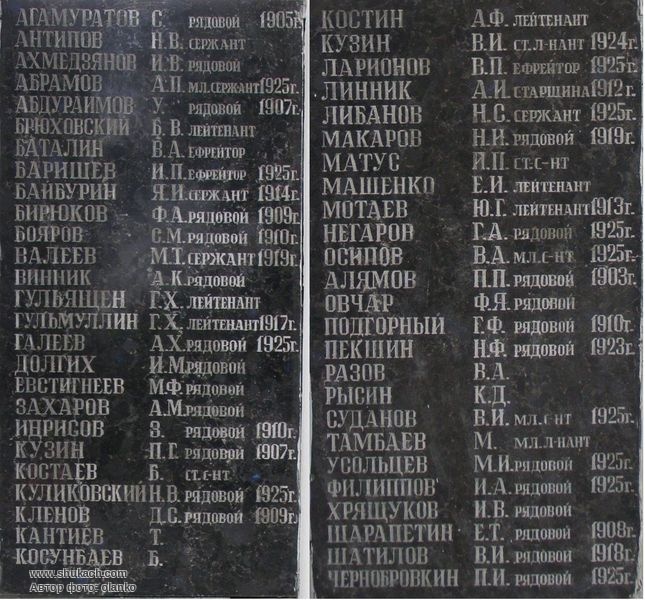 АГАМУРАТОВ С. РЯДОВОЙ 1905г.
АНТИПОВ Н.В. СЕРЖАНТ
АХМЕДЗЯНОВ И.В. РЯДОВОЙ
АБРАМОВ А.П. МЛ.СЕРЖАНТ 1925г.
АБДУРАИМОВ У. РЯДОВОЙ 1907г.
БРЮХОВСКИЙ Б.В. ЛЕЙТЕНАНТ
БАТАЛИН В.А. ЕФРЕЙТОР
БАРИШЕВ И.П. ЕФРЕЙТОР 1925г.
БАЙБУРИН Я.И. СЕРЖАНТ 1914г.
БИРЮКОВ Ф.А. РЯДОВОЙ 1909г.
БОЯРОВ С.М. РЯДОВОЙ 1910г.
ВАЛЕЕВ М.Т. СЕРЖАНТ 1919г.
ВИННИК А.К. РЯДОВОЙ
ГУЛЬЯЩЕН Г.Х. ЛЕЙТЕНАНТ
ГУЛЬМУЛЛИН Г.Х. ЛЕЙТЕНАНТ 1917г.
ГАЛЕЕВ А.Х. РЯДОВОЙ 1925г.
ДОЛГИХ И.М. РЯДОВОЙ
ЕВСТИГНЕЕВ М.Ф. РЯДОВОЙ
ЗАХАРОВ А.М. РЯДОВОЙ
ИДРИСОВ З. РЯДОВОЙ 1910г.
КУЗИН П.Г. РЯДОВОЙ 1907г.
КОСТАЕВ Б. СТ.С-НТ
КУЛИКОВСКИЙ Н.В. РЯДОВОЙ 1925г.
КЛЕНОВ Д.С. РЯДОВОЙ 1909г.
КАНТИЕВ Т.
КОСУНБАЕВ Б.
www.shukach.com
Автор фото: olanko
КОСТИН А.Ф. ЛЕЙТЕНАНТ
КУЗИН В.И. СТ.Л-НАНТ 1924г.
ЛАРИОНОВ В.П. ЕФРЕЙТОР 1925г.
ЛИННИК А.И. СТАРШИНА 1912г.
ЛИВАНОВ Н.С. СЕРЖАНТ 1925г.
МАКАРОВ Н.И. РЯДОВОЙ 1919г.
МАТУС И.П. СТ.С-НТ
МАШЕНКО Е.И. ЛЕЙТЕНАНТ
МОТАЕВ Ю.Г. ЛЕЙТЕНАНТ 1913г.
НЕГАРОВ Г.А. РЯДОВОЙ 1925г.
ОСИПОВ В.А. МЛ.С-НТ 1925г.
АЛЯМОВ П.П. РЯДОВОЙ 1903г.
ОВЧАР Ф.Я. РЯДОВОЙ
ПОДГОРНЫЙ Г.Ф. РЯДОВОЙ 1910г.
ПЕКШИН Н.Ф. РЯДОВОЙ 1923г.
РАЗОВ В.А.
РЫСИН К.Д.
СУДАНОВ В.И. МЛ.С-НТ 1925г.
ТАМБАЕВ М. МЛ.Л-НАНТ
УСОЛЬЦЕВ М.И. РЯДОВОЙ 1925г.
ФИЛИППОВ И.А. РЯДОВОЙ 1925г.
ХРЯЩУКОВ И.В. РЯДОВОЙ
ШАРАПЕТИН Е.Т. РЯДОВОЙ 1908г.
ШАТИЛОВ В.И. РЯДОВОЙ 1918г.
ЧЕРНОБРОВКИН П.И. РЯДОВОЙ 1925г.